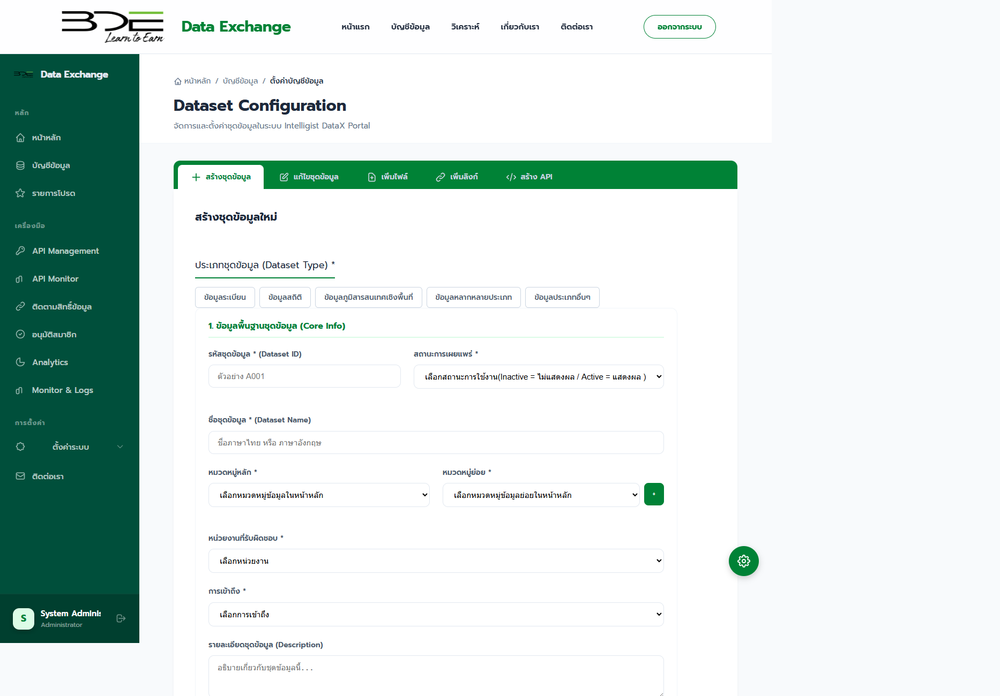 BDE
Learn to Earn
Data Exchange
หน้าแรก
บัญชีข้อมูล
วิเคราะห์
เกี่ยวกับเรา
ติดต่อเรา
ออกจากระบบ
BDE
Data Exchange
หลัก
หน้าหลัก
บัญชีข้อมูล
รายการโปรด
เครื่องมือ
API Management
API Monitor
ติดตามสิทธิ์ข้อมูล
อนุมัติสมาชิก
Analytics
Monitor & Logs
การตั้งค่า
ตั้งค่าระบบ
ติดต่อเรา
S
System Adminis
Administrator
หน้าหลัก / บัญชีข้อมูล / ตั้งค่าบัญชีข้อมูล
Dataset Configuration
จัดการและตั้งค่าชุดข้อมูลในระบบ Intelligist DataX Portal
สร้างชุดข้อมูล
แก้ไขชุดข้อมูล
เพิ่มไฟล์
เพิ่มลิงก์
สร้าง API
สร้างชุดข้อมูลใหม่
ประเภทชุดข้อมูล (Dataset Type) *
ข้อมูลระเบียน
ข้อมูลสถิติ
ข้อมูลภูมิสารสนเทศเชิงพื้นที่
ข้อมูลหลากหลายประเภท
ข้อมูลประเภทอื่นๆ
1. ข้อมูลพื้นฐานชุดข้อมูล (Core Info)
รหัสชุดข้อมูล * (Dataset ID)
สถานะการเผยแพร่ *
ตัวอย่าง A001
เลือกสถานะการใช้งาน(Inactive = ไม่แสดงผล / Active = แสดงผล )
ชื่อชุดข้อมูล * (Dataset Name)
ชื่อภาษาไทย หรือ ภาษาอังกฤษ
หมวดหมู่หลัก *
หมวดหมู่ย่อย *
เลือกหมวดหมู่ข้อมูลในหน้าหลัก
เลือกหมวดหมู่ข้อมูลย่อยในหน้าหลัก
+
หน่วยงานที่รับผิดชอบ *
เลือกหน่วยงาน
การเข้าถึง *
เลือกการเข้าถึง
รายละเอียดชุดข้อมูล (Description)
อธิบายเกี่ยวกับชุดข้อมูลนี้...